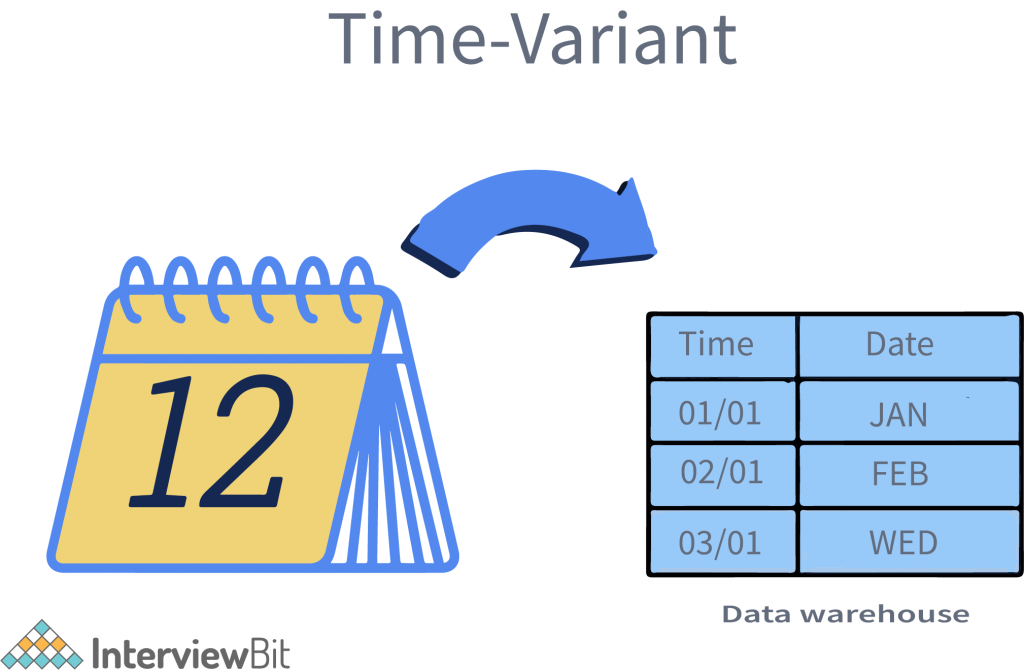 Time-Variant
12
Time Date
01/01 JAN
02/01 FEB
03/01 WED
Data warehouse
InterviewBit